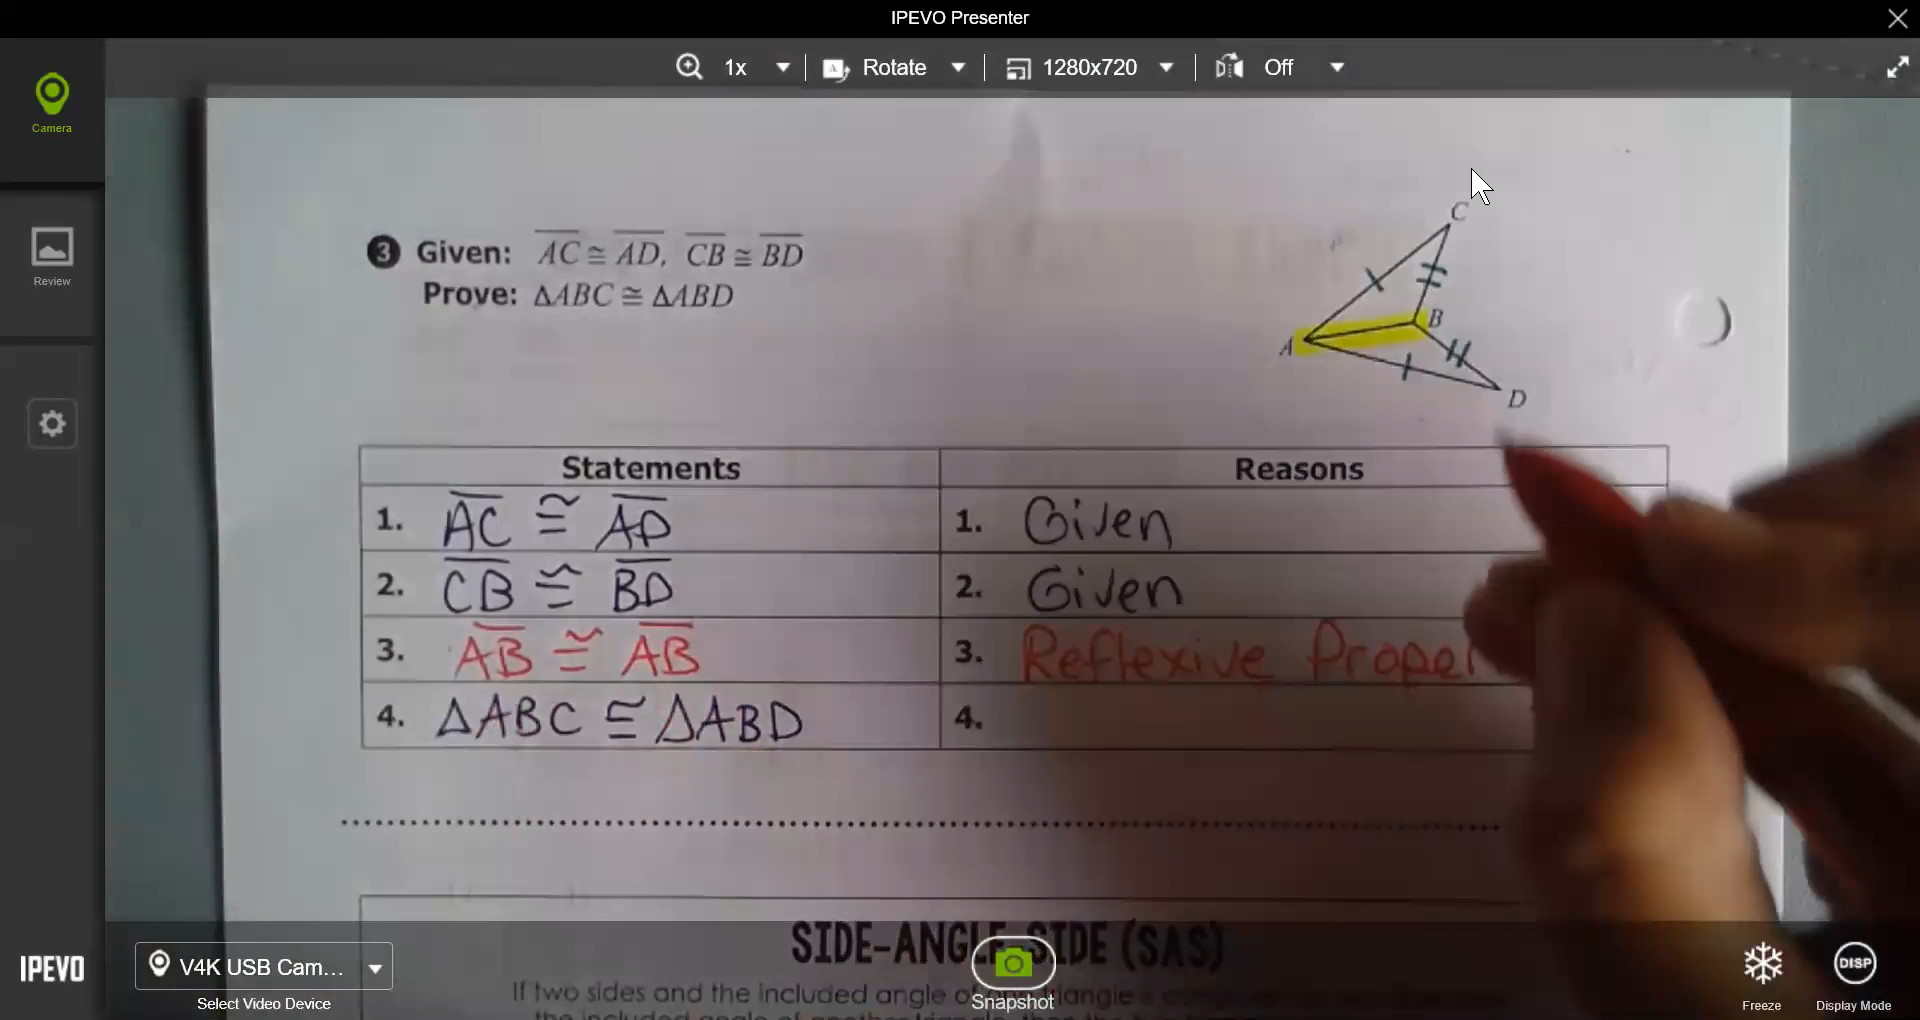 IPEVO Presenter
1x Rotate 1280x720 Off
Camera
Review
3 Given: AC ≅ AD, CB ≅ BD
Prove: ΔABC ≅ ΔABD
C
B
A
D
Statements Reasons
1. AC ≅ AD 1. Given
2. CB ≅ BD 2. Given
3. AB ≅ AB 3. Reflexive Proper
4. ΔABC ≅ ΔABD 4.
SIDE-ANGLE-SIDE (SAS)
If two sides and the included angle of
IPEVO
V4K USB Cam...
Select Video Device
Snapshot
Freeze
DISP
Display Mode